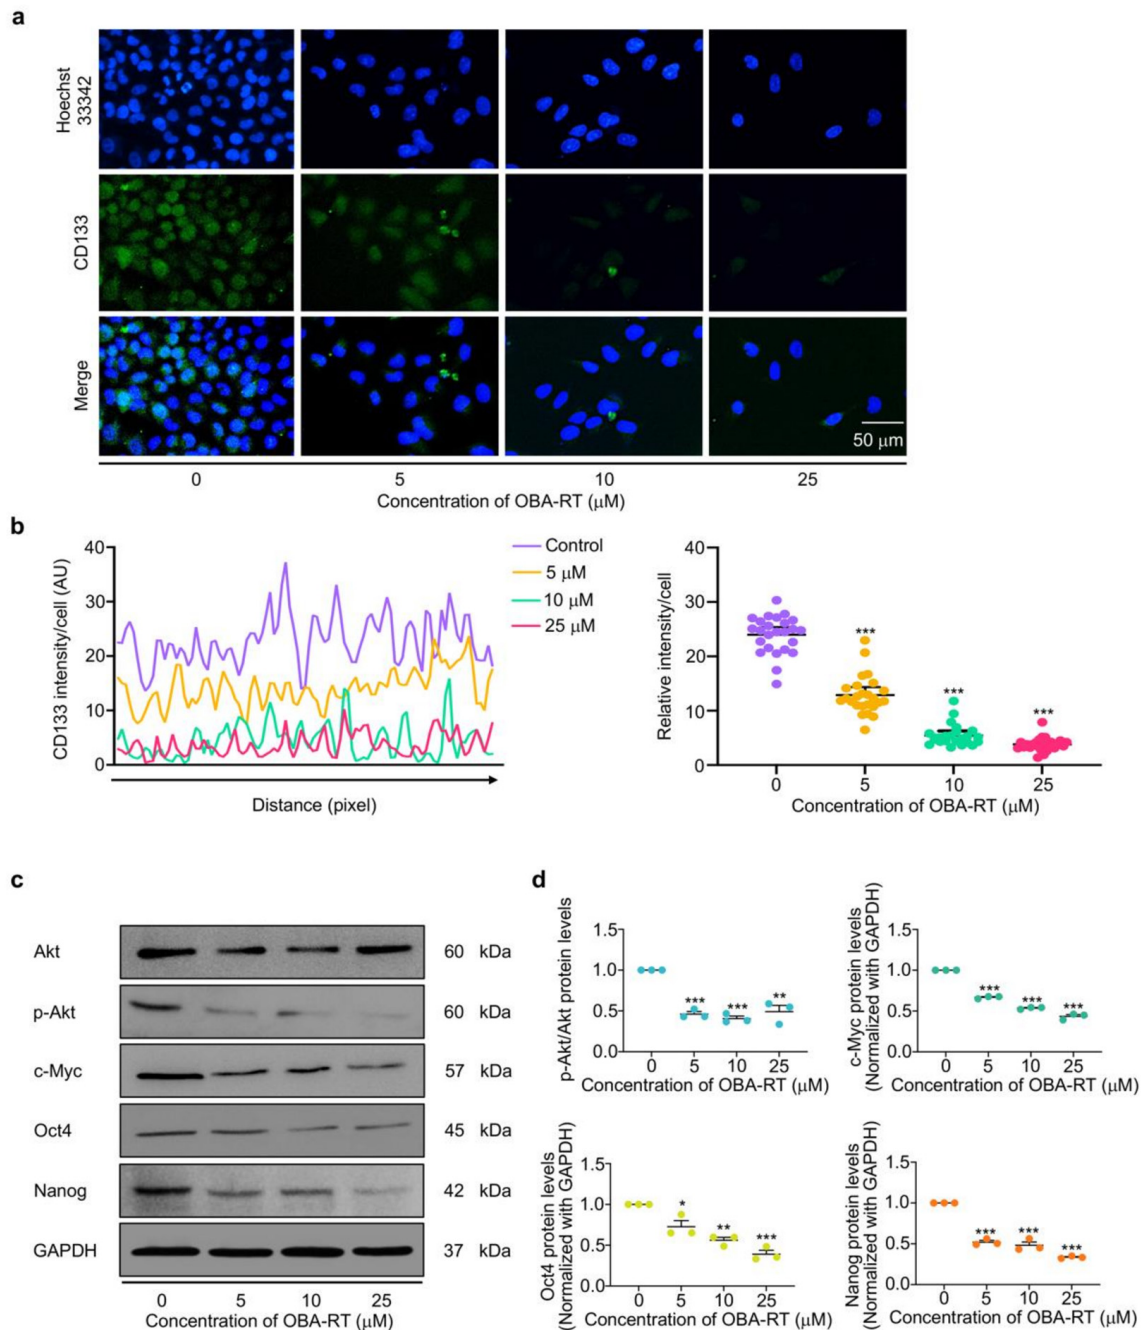 a
Hoechst
33342
CD133
Merge
50 μm
0 5 10 25
Concentration of OBA-RT (μM)
b
CD133 intensity/cell (AU)
40
30
20
10
0
Distance (pixel)
Control
5 μM
10 μM
25 μM
Relative intensity/cell
40
30
20
10
0
***
***
***
0 5 10 25
Concentration of OBA-RT (μM)
c
Akt 60 kDa
p-Akt 60 kDa
c-Myc 57 kDa
Oct4 45 kDa
Nanog 42 kDa
GAPDH 37 kDa
0 5 10 25
Concentration of OBA-RT (μM)
d
p-Akt/Akt protein levels
1.5
1.0
0.5
0.0
*** *** **
0 5 10 25
Concentration of OBA-RT (μM)
c-Myc protein levels
(Normalized with GAPDH)
1.5
1.0
0.5
0.0
*** *** ***
0 5 10 25
Concentration of OBA-RT (μM)
Oct4 protein levels
(Normalized with GAPDH)
1.5
1.0
0.5
0.0
* ** ***
0 5 10 25
Concentration of OBA-RT (μM)
Nanog protein levels
(Normalized with GAPDH)
1.5
1.0
0.5
0.0
*** *** ***
0 5 10 25
Concentration of OBA-RT (μM)